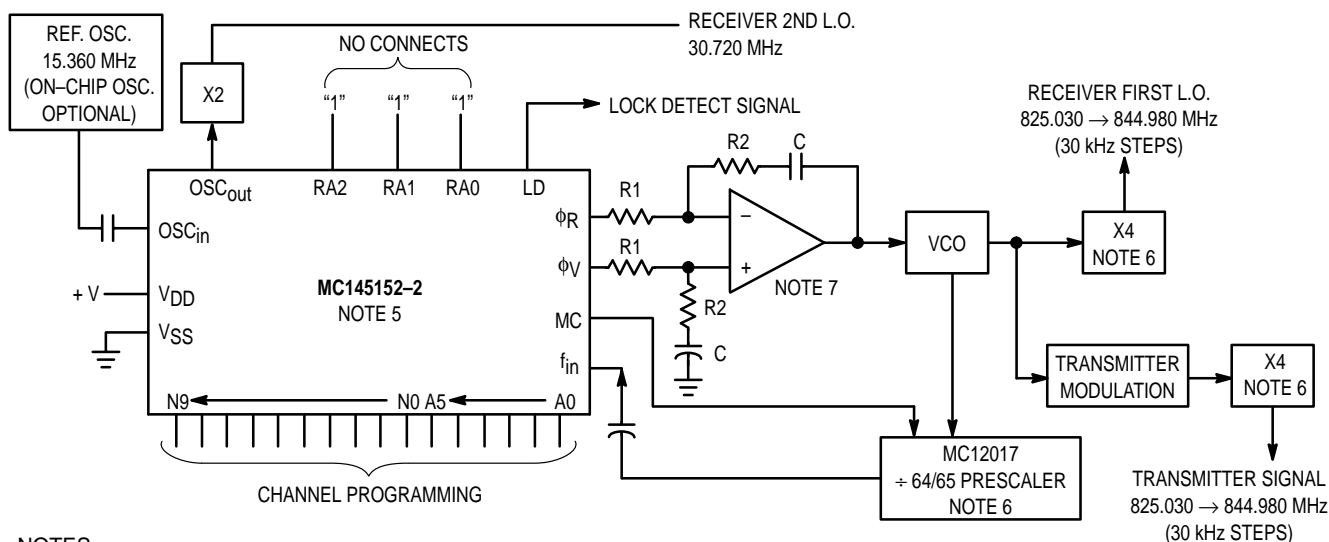 REF. OSC.
15.360 MHz
(ON–CHIP OSC.
OPTIONAL)
X2
RECEIVER 2ND L.O.
30.720 MHz
NO CONNECTS
“1”
“1”
“1”
LOCK DETECT SIGNAL
RECEIVER FIRST L.O.
825.030 → 844.980 MHz
(30 kHz STEPS)
R2
C
OSCout
RA2
RA1
RA0
LD
OSCin
ϕR
R1
–
ϕV
R1
+
NOTE 7
VCO
X4
NOTE 6
MC145152–2
NOTE 5
+ V
VDD
VSS
MC
fin
R2
C
TRANSMITTER
MODULATION
X4
NOTE 6
N9
N0 A5
A0
CHANNEL PROGRAMMING
MC12017
÷ 64/65 PRESCALER
NOTE 6
TRANSMITTER SIGNAL
825.030 → 844.980 MHz
(30 kHz STEPS)